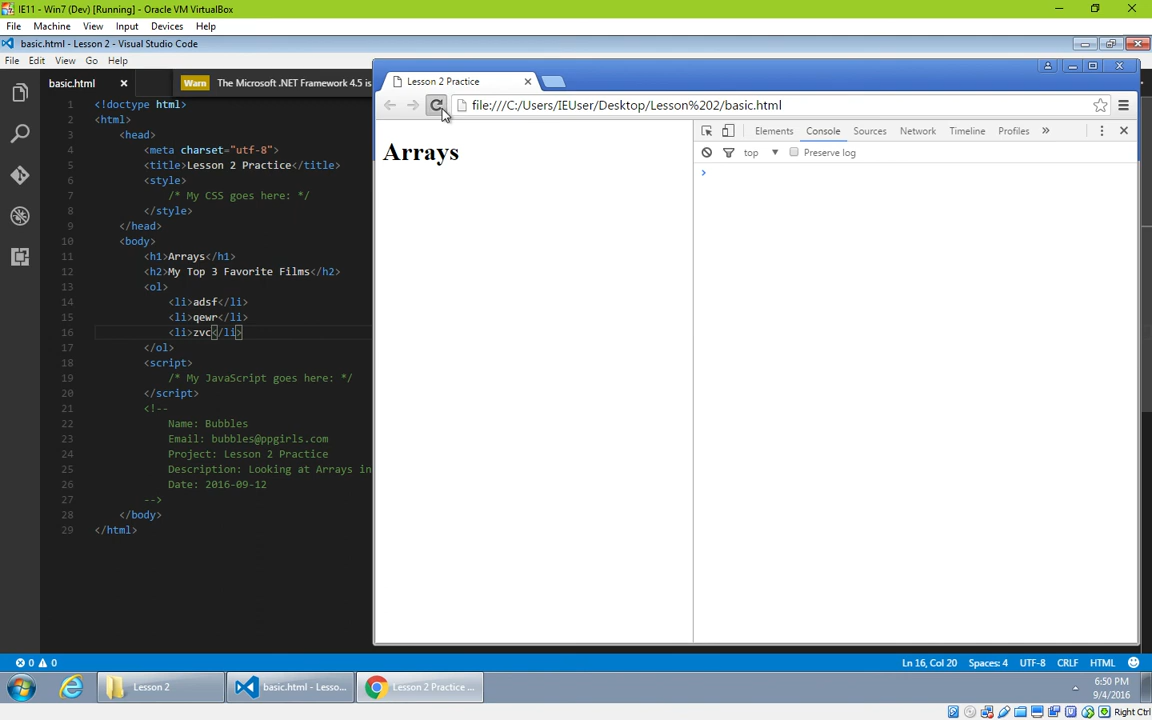 IE11 - Win7 (Dev) [Running] - Oracle VM VirtualBox
File Machine View Input Devices Help
basic.html - Lesson 2 - Visual Studio Code
File Edit View Go Help
basic.html
Warn The Microsoft .NET Framework 4.5 is
1 <!doctype html>
2 <html>
3 <head>
4 <meta charset="utf-8">
5 <title>Lesson 2 Practice</title>
6 <style>
7 /* My CSS goes here: */
8 </style>
9 </head>
10 <body>
11 <h1>Arrays</h1>
12 <h2>My Top 3 Favorite Films</h2>
13 <ol>
14 <li>adsf</li>
15 <li>qewr</li>
16 <li>zvc</li>
17 </ol>
18 <script>
19 /* My JavaScript goes here: */
20 </script>
21 <!--
22 Name: Bubbles
23 Email: bubbles@ppgirls.com
24 Project: Lesson 2 Practice
25 Description: Looking at Arrays in
26 Date: 2016-09-12
27 -->
28 </body>
29 </html>
Lesson 2 Practice
file:///C:/Users/IEUser/Desktop/Lesson%202/basic.html
Arrays
Elements Console Sources Network Timeline Profiles »
top Preserve log
0 0
Ln 16, Col 20 Spaces: 4 UTF-8 CRLF HTML
Lesson 2
basic.html - Lesso...
Lesson 2 Practice ...
6:50 PM
9/4/2016
Right Ctrl